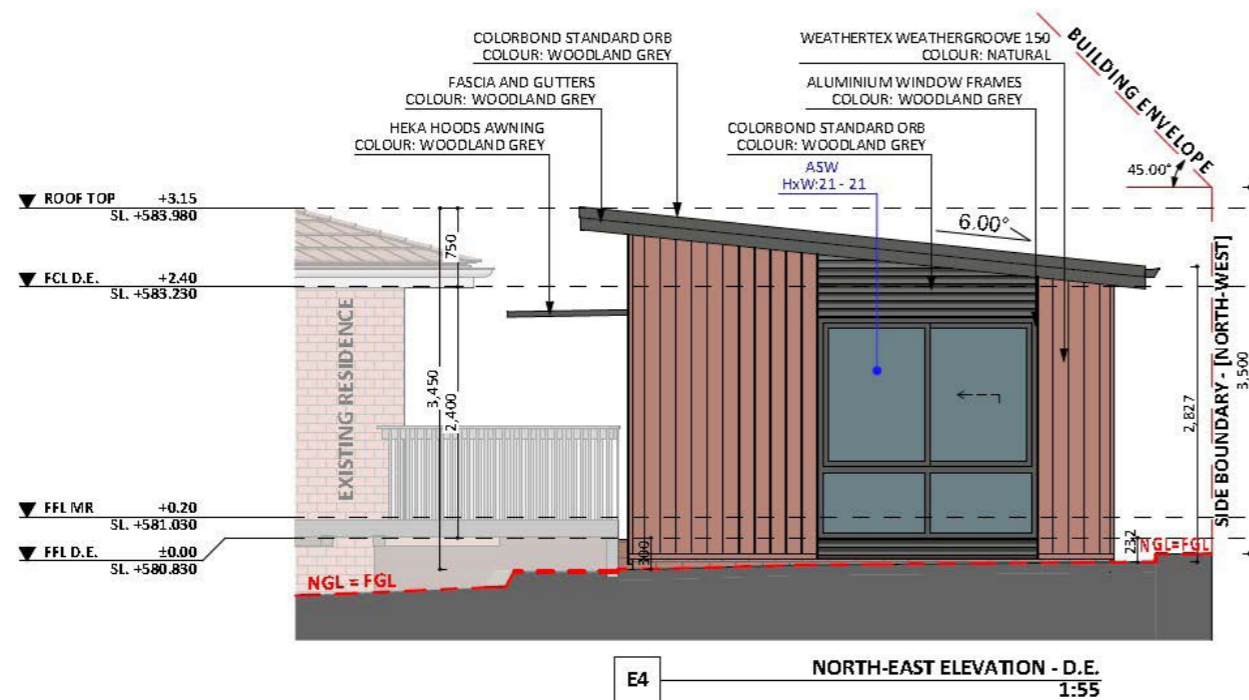 COLORBOND STANDARD ORB
COLOUR: WOODLAND GREY
FASCIA AND GUTTERS
COLOUR: WOODLAND GREY
HEKA HOODS AWNING
COLOUR: WOODLAND GREY
WEATHERTEX WEATHERGROOVE 150
COLOUR: NATURAL
ALUMINIUM WINDOW FRAMES
COLOUR: WOODLAND GREY
COLORBOND STANDARD ORB
COLOUR: WOODLAND GREY
ASW
HxW:21 - 21
BUILDING ENVELOPE
45.00°
ROOF TOP +3.15
SL. +583.980
750
6.00°
FCL D.E. +2.40
SL. +583.230
EXISTING RESIDENCE
3,450
2,400
2,827
3,500
SIDE BOUNDARY - [NORTH-WEST]
FFL MR +0.20
SL. +581.030
FFL D.E. ±0.00
SL. +580.830
300
232
NGL=FGL
NGL = FGL
E4
NORTH-EAST ELEVATION - D.E.
1:55